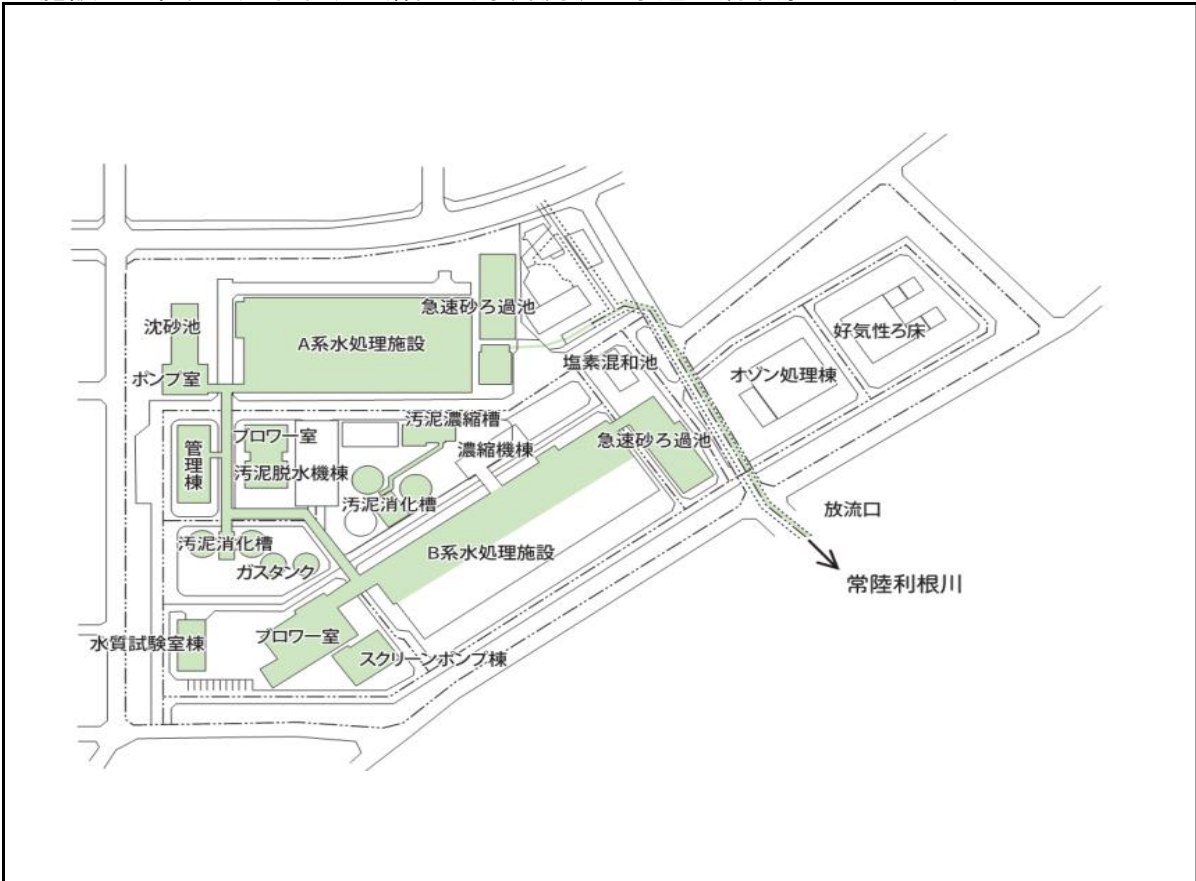 急速砂ろ過池
沈砂池
A系水処理施設
好気性ろ床
塩素混和池
オゾン処理棟
ポンプ室
汚泥濃縮槽
ブロワー室
濃縮機棟
急速砂ろ過池
管理棟
汚泥脱水機棟
汚泥消化槽
放流口
汚泥消化槽
B系水処理施設
ガスタンク
常陸利根川
水質試験室棟
ブロワー室
スクリーンポンプ棟